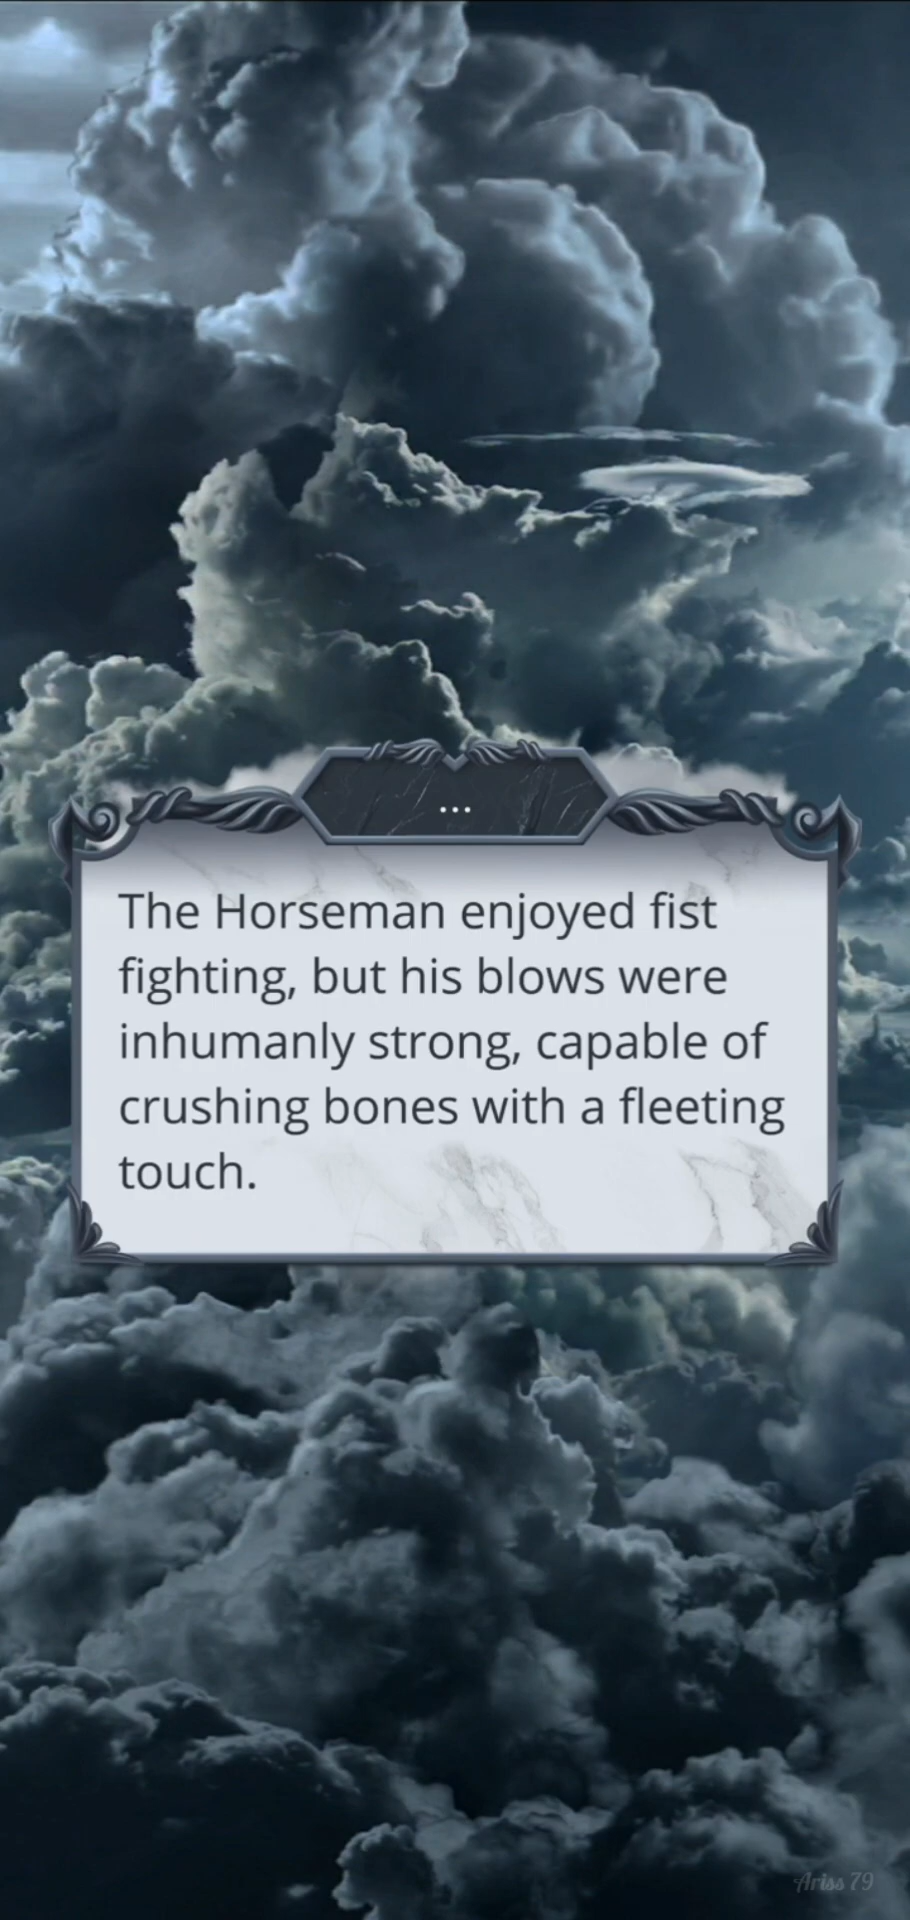 ...
The Horseman enjoyed fist
fighting, but his blows were
inhumanly strong, capable of
crushing bones with a fleeting
touch.
Ariss 79